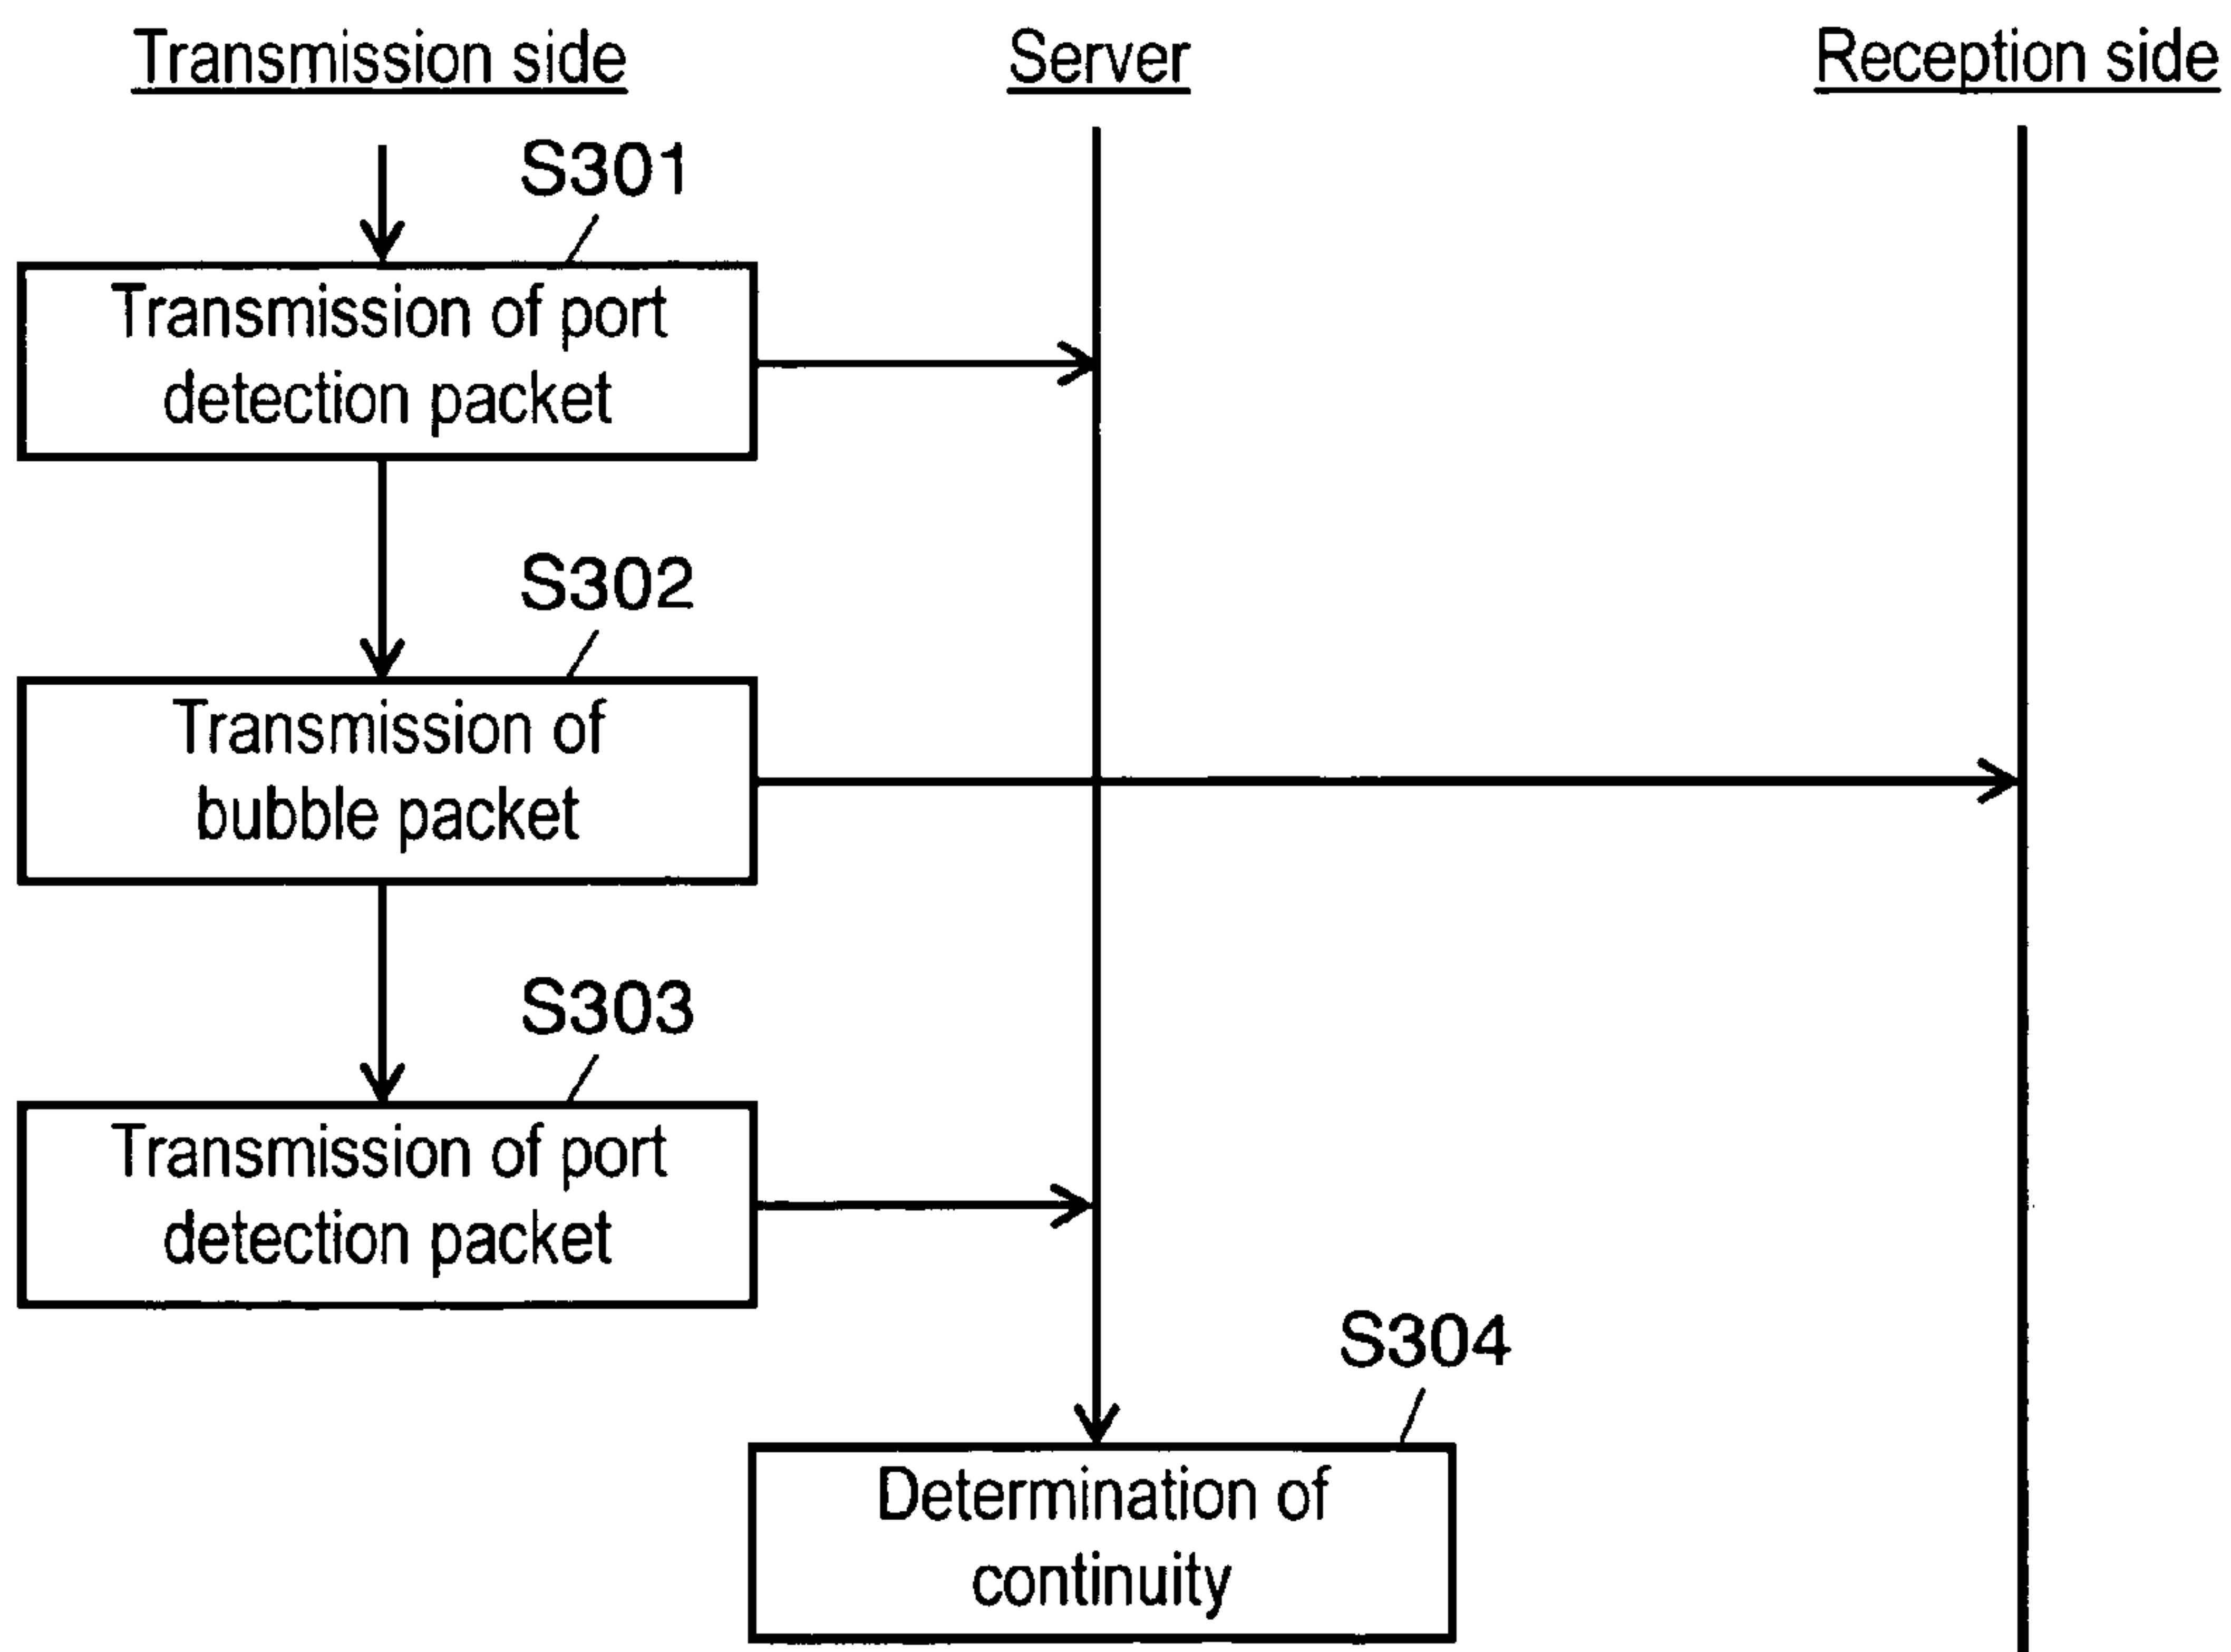 Transmission side
Server
Reception side
S301
Transmission of port
detection packet
S302
Transmission of
bubble packet
S303
Transmission of port
detection packet
S304
Determination of
continuity